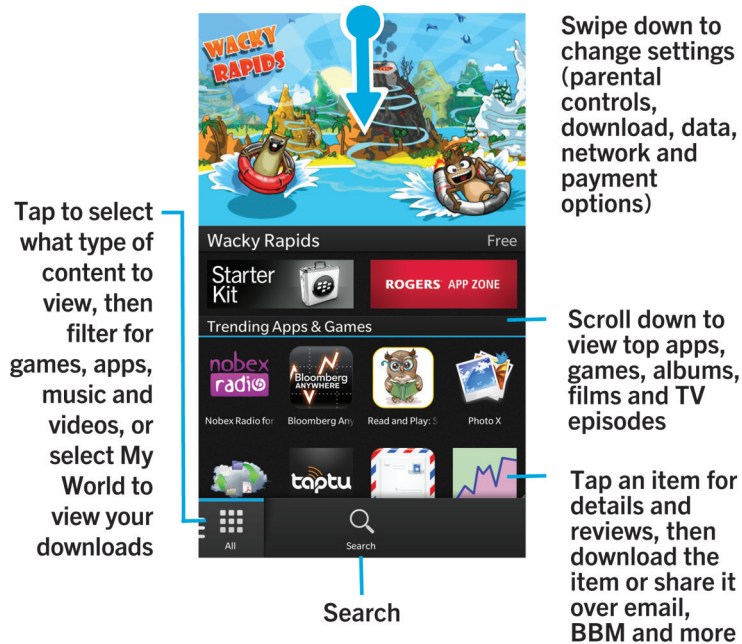 WACKY
RAPIDS
Swipe down to
change settings
(parental
controls,
download, data,
network and
payment
options)
Tap to select
what type of
content to
view, then
filter for
games, apps,
music and
videos, or
select My
World to
view your
downloads
Wacky Rapids Free
Starter
Kit
ROGERS APP ZONE
Trending Apps & Games
Scroll down to
view top apps,
games, albums,
films and TV
episodes
nobex
radio
Bloomberg
ANYWHERE
Nobex Radio for Bloomberg Any Read and Play: S Photo X
taptu
Tap an item for
details and
reviews, then
download the
item or share it
over email,
BBM and more
All Search
Search